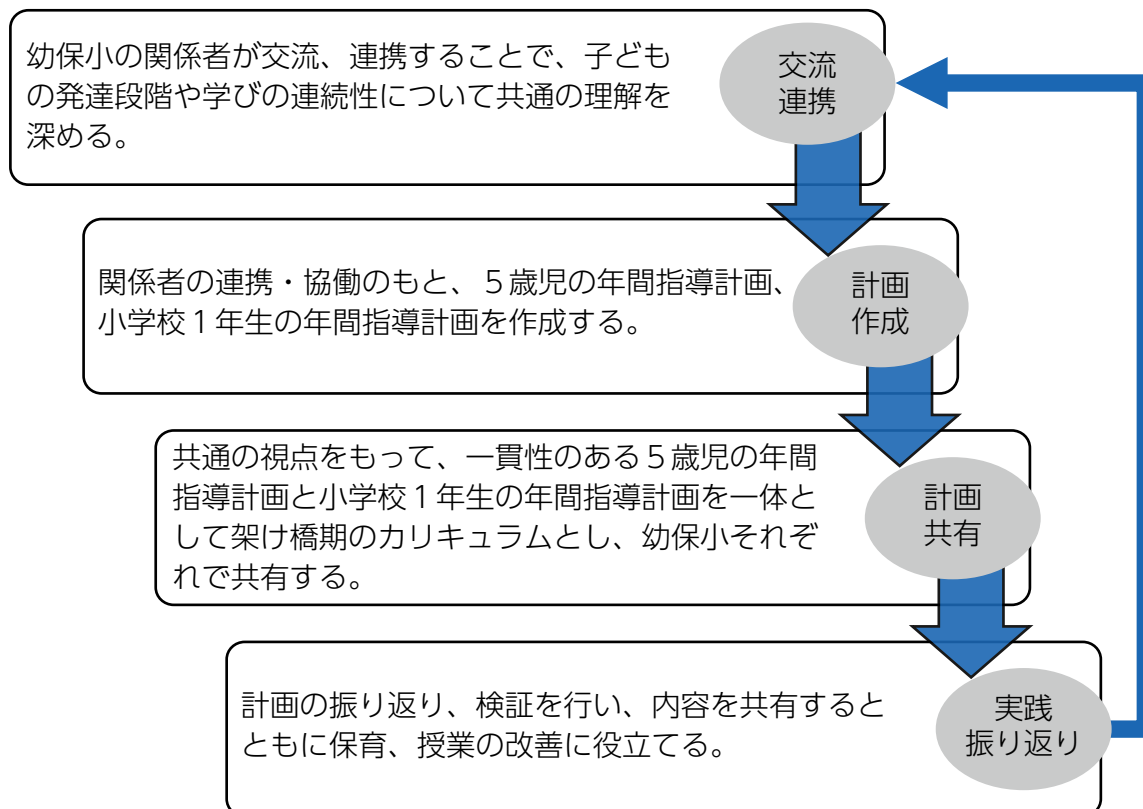 幼保小の関係者が交流、連携することで、子ども
の発達段階や学びの連続性について共通の理解を
深める。
交流
連携
関係者の連携・協働のもと、５歳児の年間指導計画、
小学校１年生の年間指導計画を作成する。
計画
作成
共通の視点をもって、一貫性のある５歳児の年間
指導計画と小学校１年生の年間指導計画を一体と
して架け橋期のカリキュラムとし、幼保小それぞ
れで共有する。
計画
共有
計画の振り返り、検証を行い、内容を共有すると
ともに保育、授業の改善に役立てる。
実践
振り返り